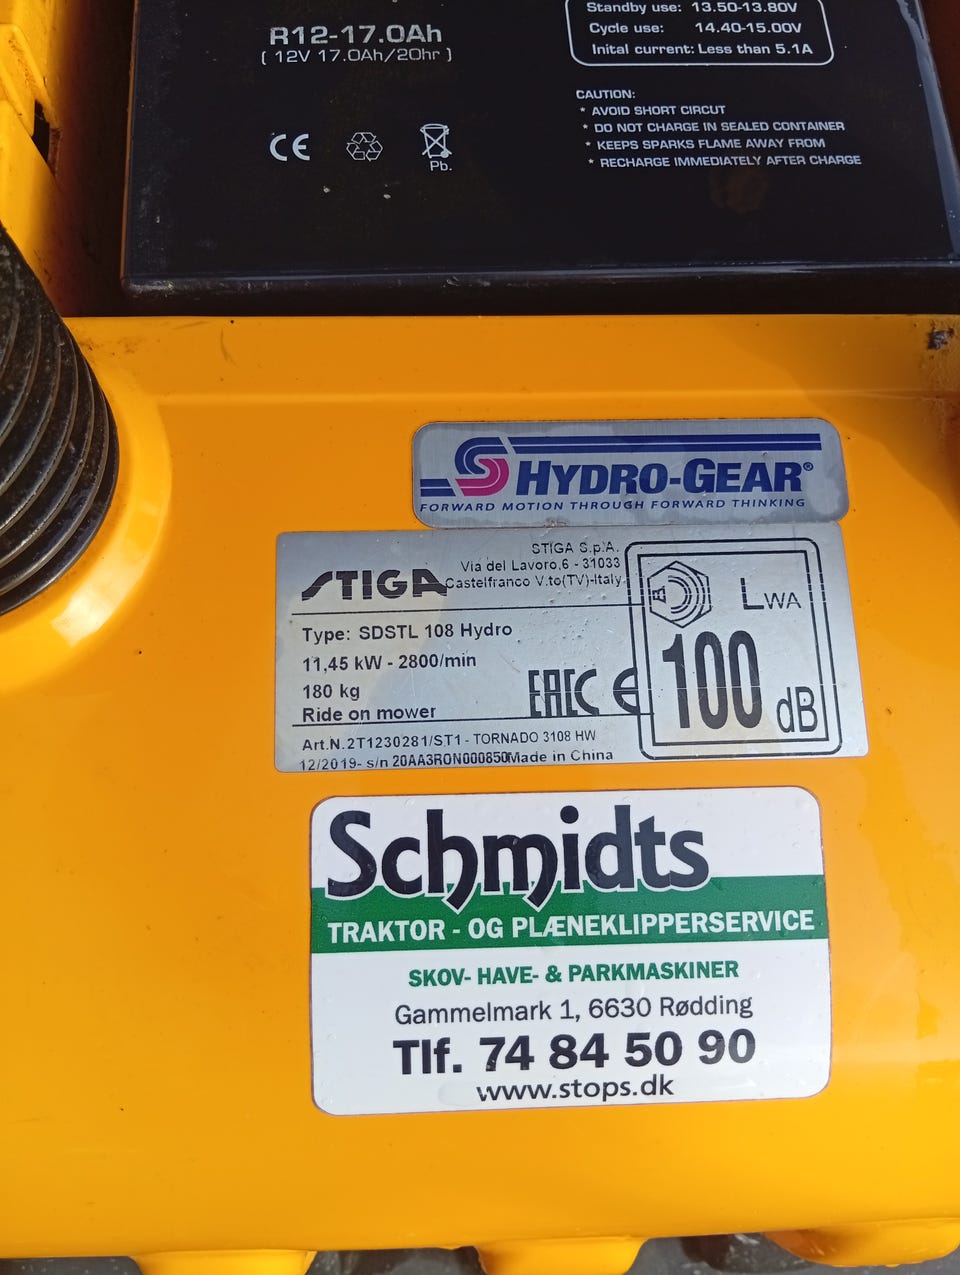 Standby use: 13.50-13.80V
Cycle use: 14.40-15.00V
Inital current: Less than 5.1A
R12-17.0Ah
( 12V 17.0Ah/20hr )
CAUTION:
* AVOID SHORT CIRCUT
* DO NOT CHARGE IN SEALED CONTAINER
* KEEPS SPARKS FLAME AWAY FROM
* RECHARGE IMMEDIATELY AFTER CHARGE
CE
Pb.
HYDRO-GEAR®
FORWARD MOTION THROUGH FORWARD THINKING
STIGA S.p.A.
Via del Lavoro,6 - 31033
Castelfranco V.to(TV)-Italy
STIGA
LWA
100 dB
Type: SDSTL 108 Hydro
11,45 kW - 2800/min
180 kg
Ride on mower
EAC CE
Art.N.2T1230281/ST1 - TORNADO 3108 HW
12/2019- s/n 20AA3RON000850Made in China
Schmidts
TRAKTOR - OG PLÆNEKLIPPERSERVICE
SKOV- HAVE- & PARKMASKINER
Gammelmark 1, 6630 Rødding
Tlf. 74 84 50 90
www.stops.dk